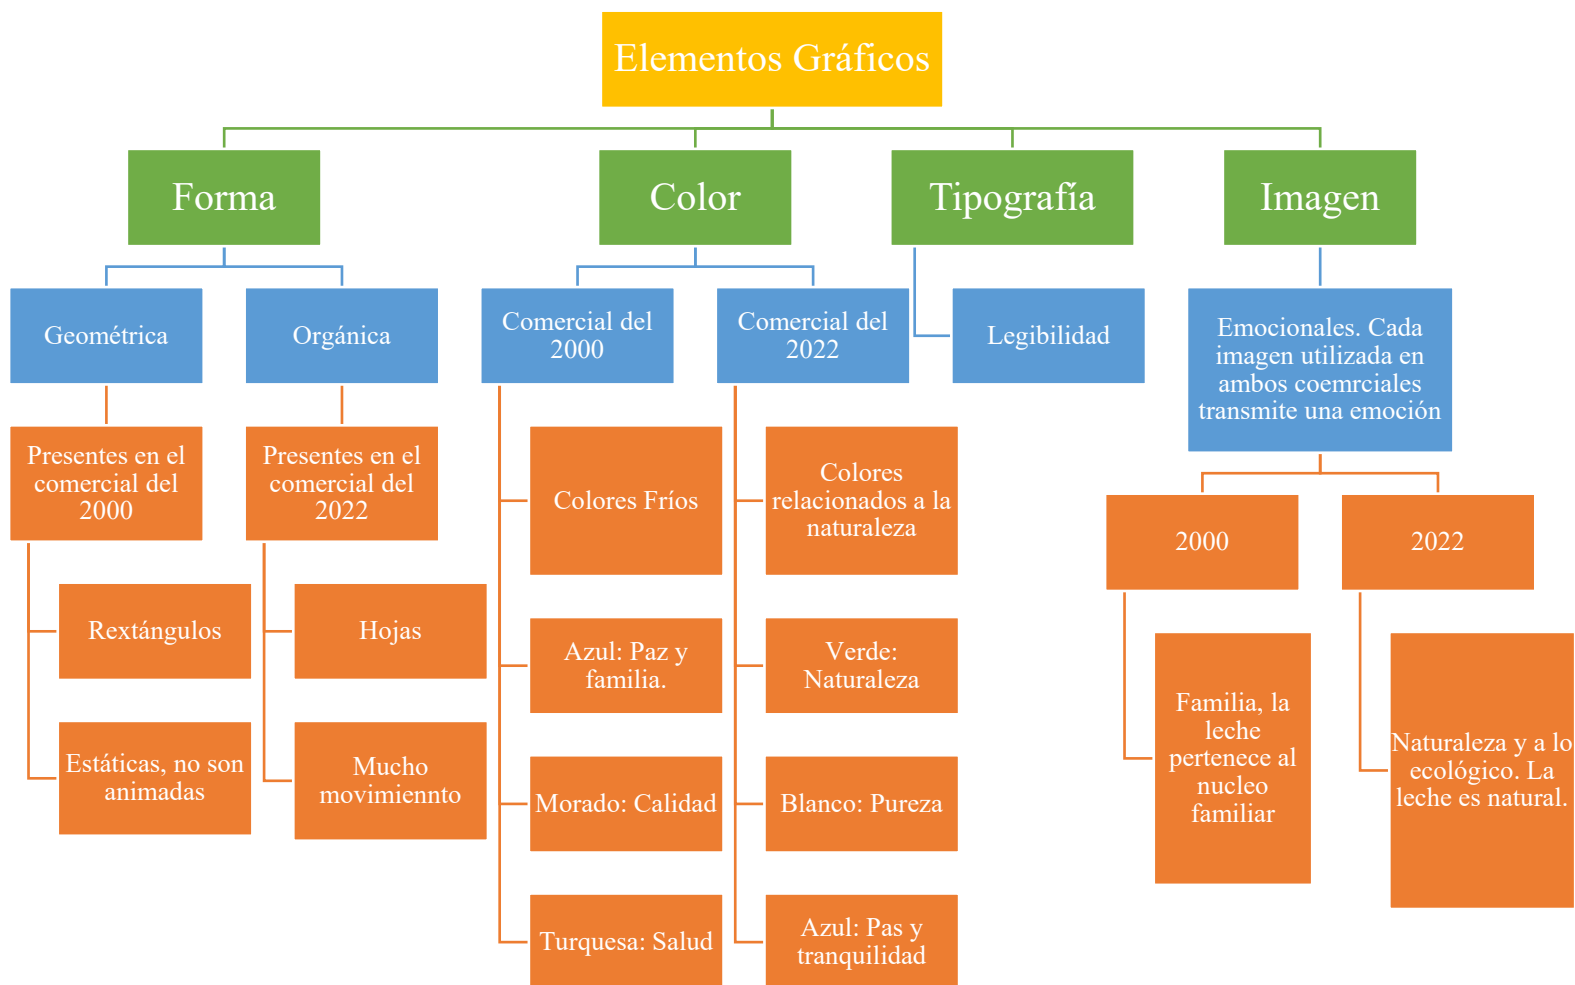 Elementos Gráficos
Forma
Color
Tipografía
Imagen
Geométrica
Orgánica
Comercial del
2000
Comercial del
2022
Legibilidad
Emocionales. Cada
imagen utilizada en
ambos coemrciales
transmite una emoción
Presentes en el
comercial del
2000
Presentes en el
comercial del
2022
Colores Fríos
Colores
relacionados a la
naturaleza
2000
2022
Rextángulos
Hojas
Azul: Paz y
familia.
Verde:
Naturaleza
Familia, la
leche
pertenece al
nucleo
familiar
Naturaleza y a lo
ecológico. La
leche es natural.
Estáticas, no son
animadas
Mucho
movimiennto
Morado: Calidad
Blanco: Pureza
Turquesa: Salud
Azul: Pas y
tranquilidad